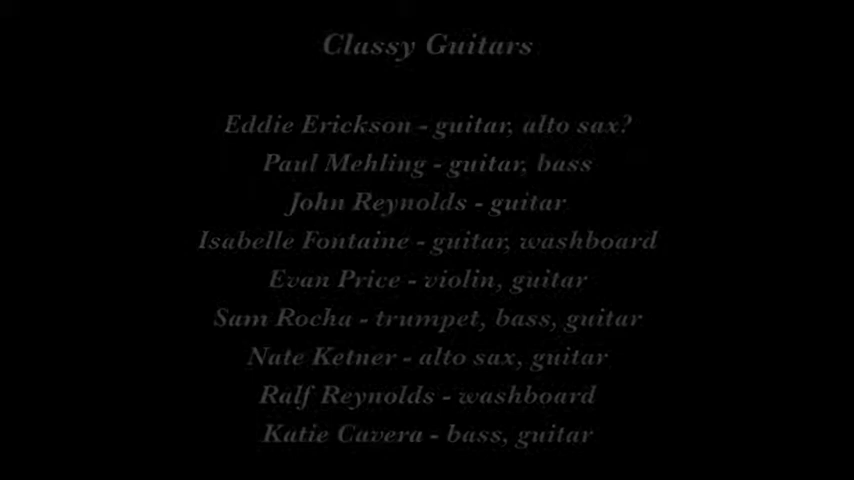 Classy Guitars
Eddie Erickson - guitar, alto sax?
Paul Mehling - guitar, bass
John Reynolds - guitar
Isabelle Fontaine - guitar, washboard
Evan Price - violin, guitar
Sam Rocha - trumpet, bass, guitar
Nate Ketner - alto sax, guitar
Ralf Reynolds - washboard
Katie Cavera - bass, guitar